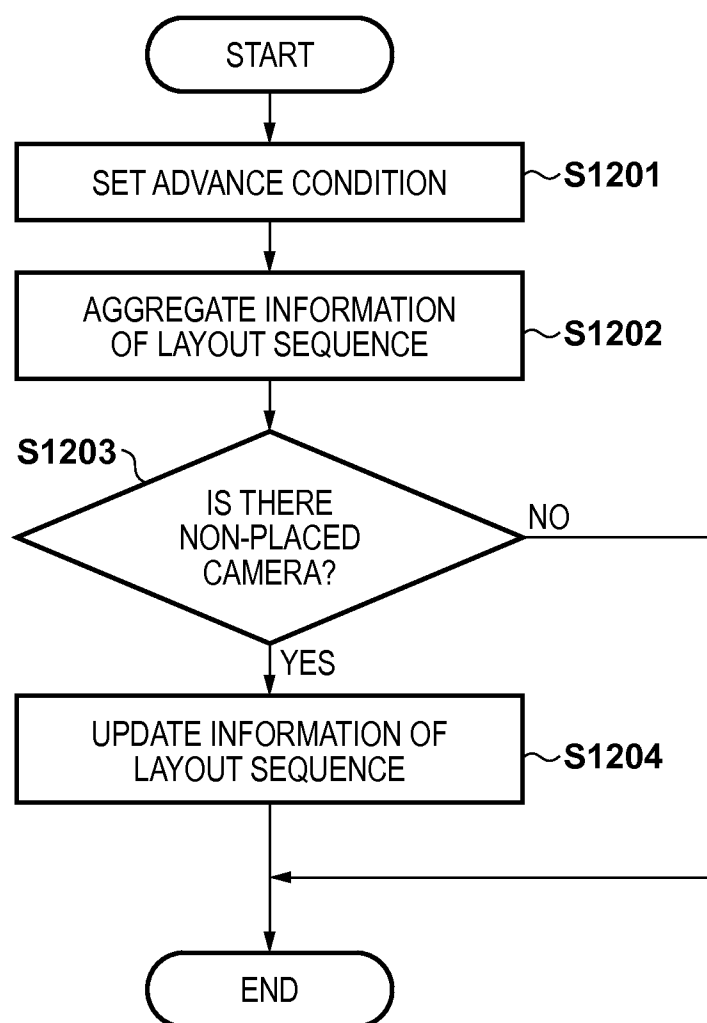 START
SET ADVANCE CONDITION
S1201
AGGREGATE INFORMATION
OF LAYOUT SEQUENCE
S1202
S1203
IS THERE
NON-PLACED
CAMERA?
NO
YES
UPDATE INFORMATION OF
LAYOUT SEQUENCE
S1204
END